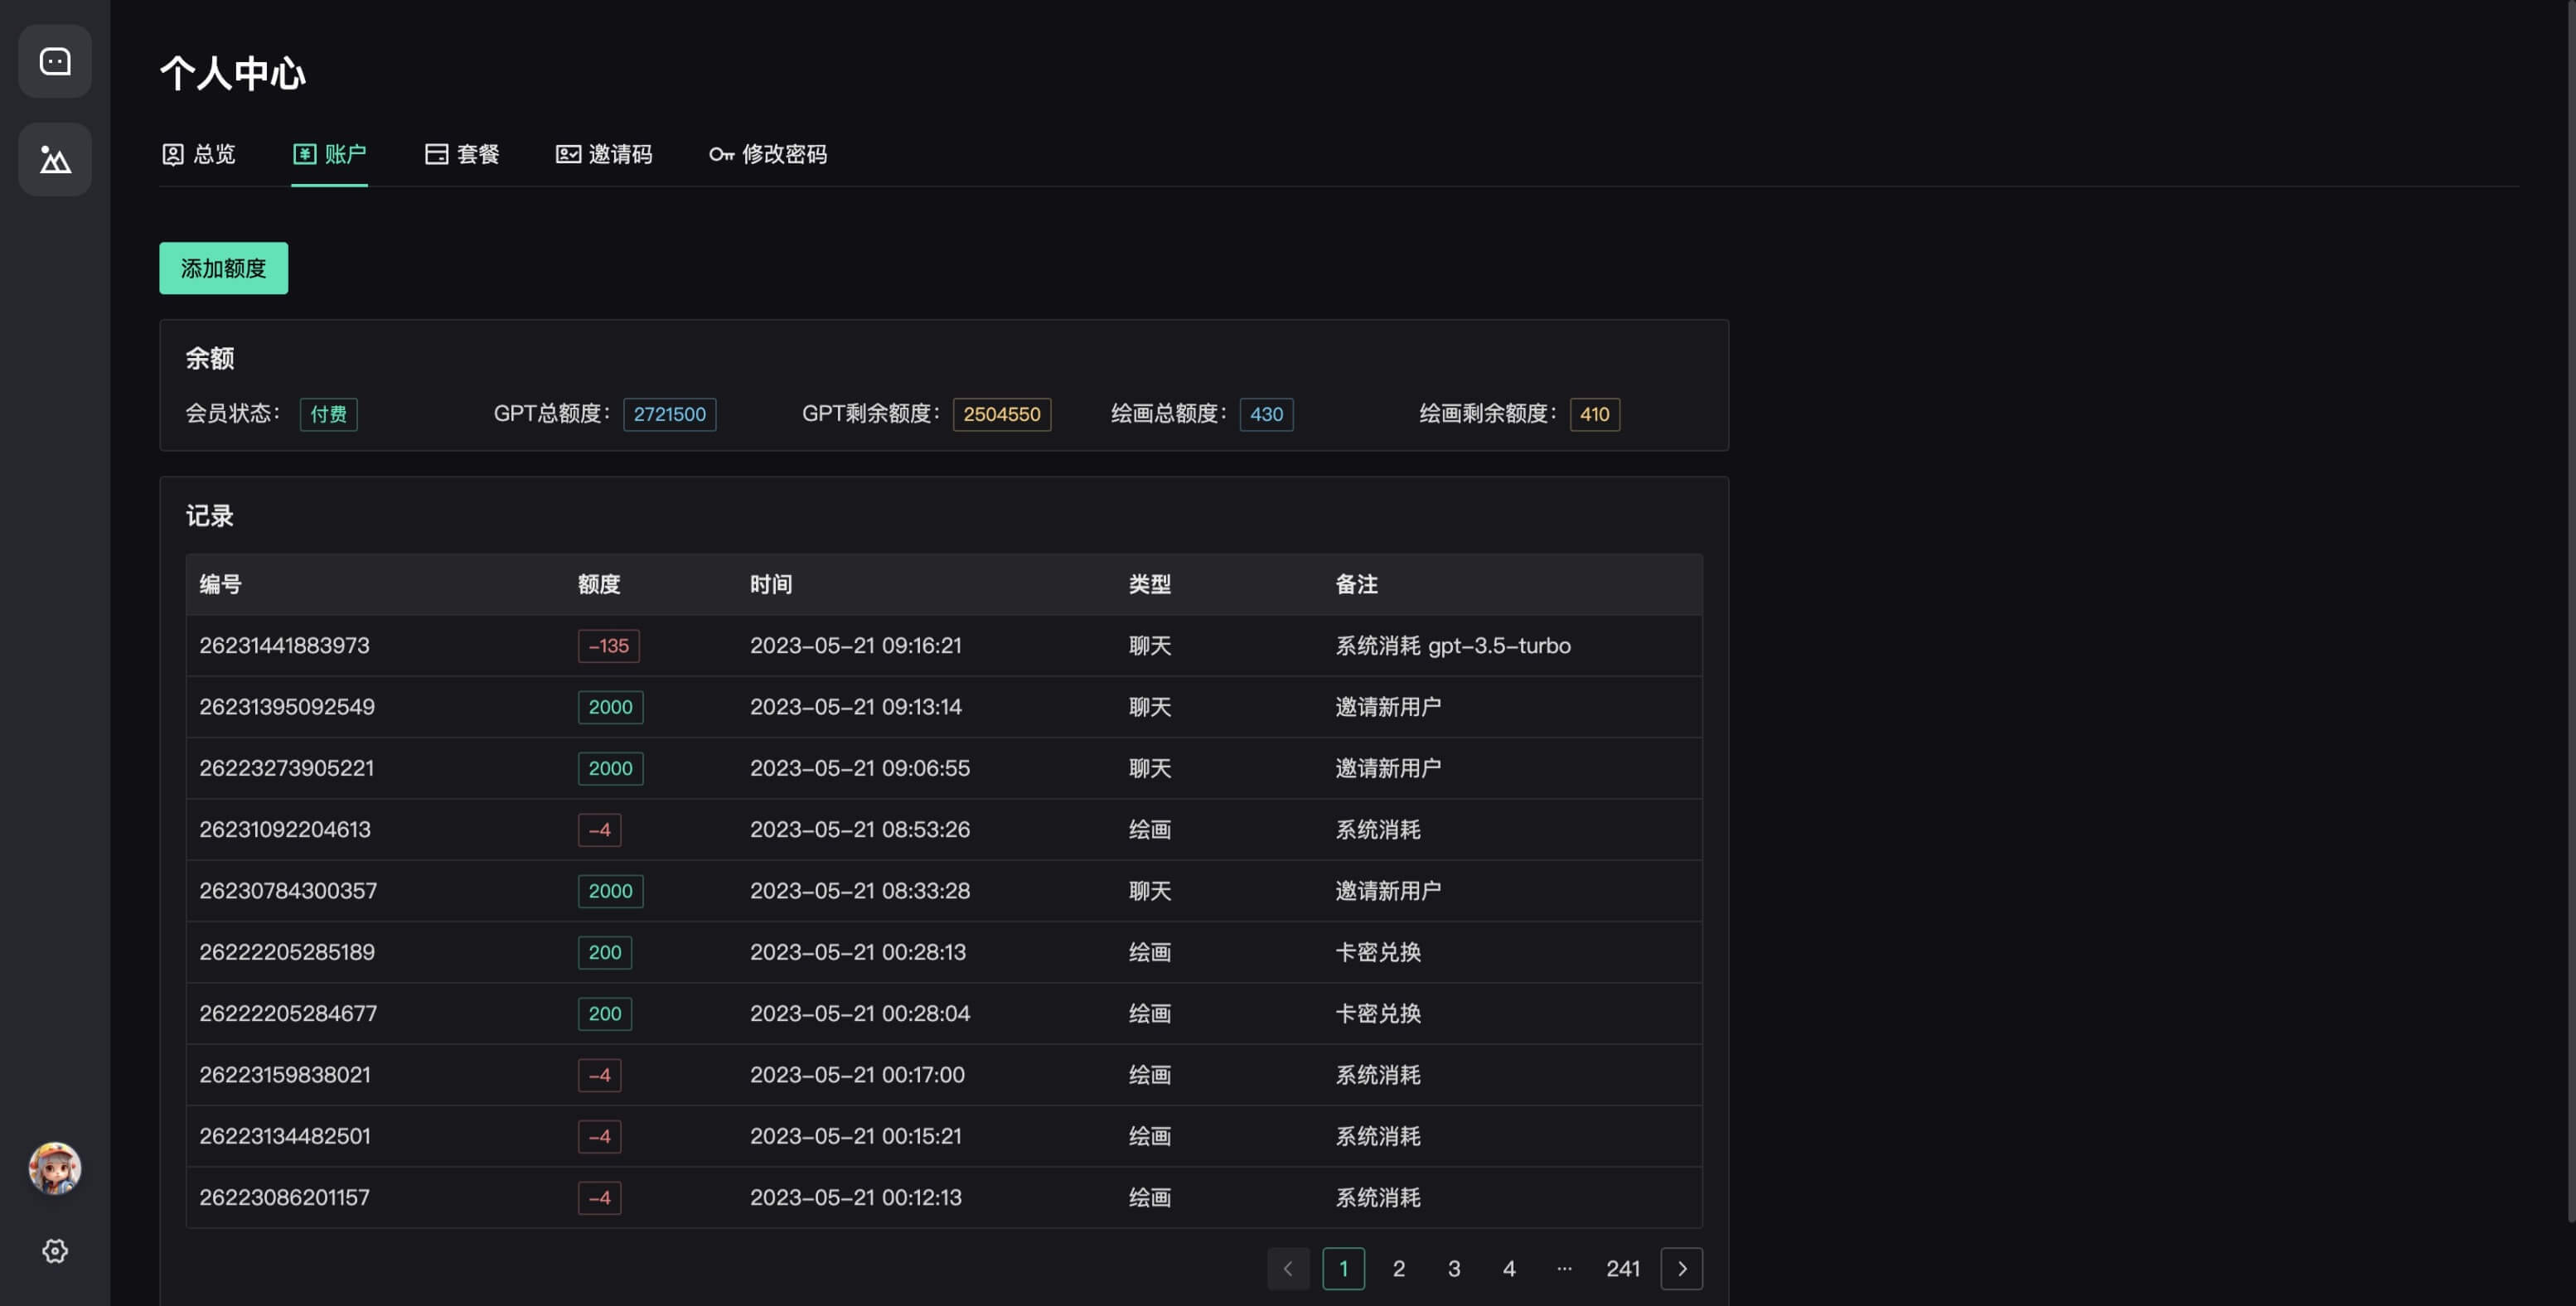 个人中心
总览 账户 套餐 邀请码 修改密码
添加额度
余额
会员状态： 付费 GPT总额度： 2721500 GPT剩余额度： 2504550 绘画总额度： 430 绘画剩余额度： 410
记录
编号 额度 时间 类型 备注
26231441883973 -135 2023-05-21 09:16:21 聊天 系统消耗 gpt-3.5-turbo
26231395092549 2000 2023-05-21 09:13:14 聊天 邀请新用户
26223273905221 2000 2023-05-21 09:06:55 聊天 邀请新用户
26231092204613 -4 2023-05-21 08:53:26 绘画 系统消耗
26230784300357 2000 2023-05-21 08:33:28 聊天 邀请新用户
26222205285189 200 2023-05-21 00:28:13 绘画 卡密兑换
26222205284677 200 2023-05-21 00:28:04 绘画 卡密兑换
26223159838021 -4 2023-05-21 00:17:00 绘画 系统消耗
26223134482501 -4 2023-05-21 00:15:21 绘画 系统消耗
26223086201157 -4 2023-05-21 00:12:13 绘画 系统消耗
1 2 3 4 ··· 241